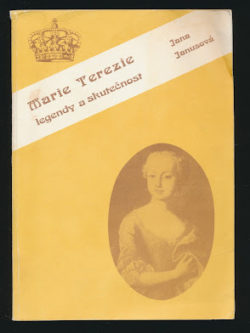 Marie Terezie
legendy a skutečnost
Jana
Janusová